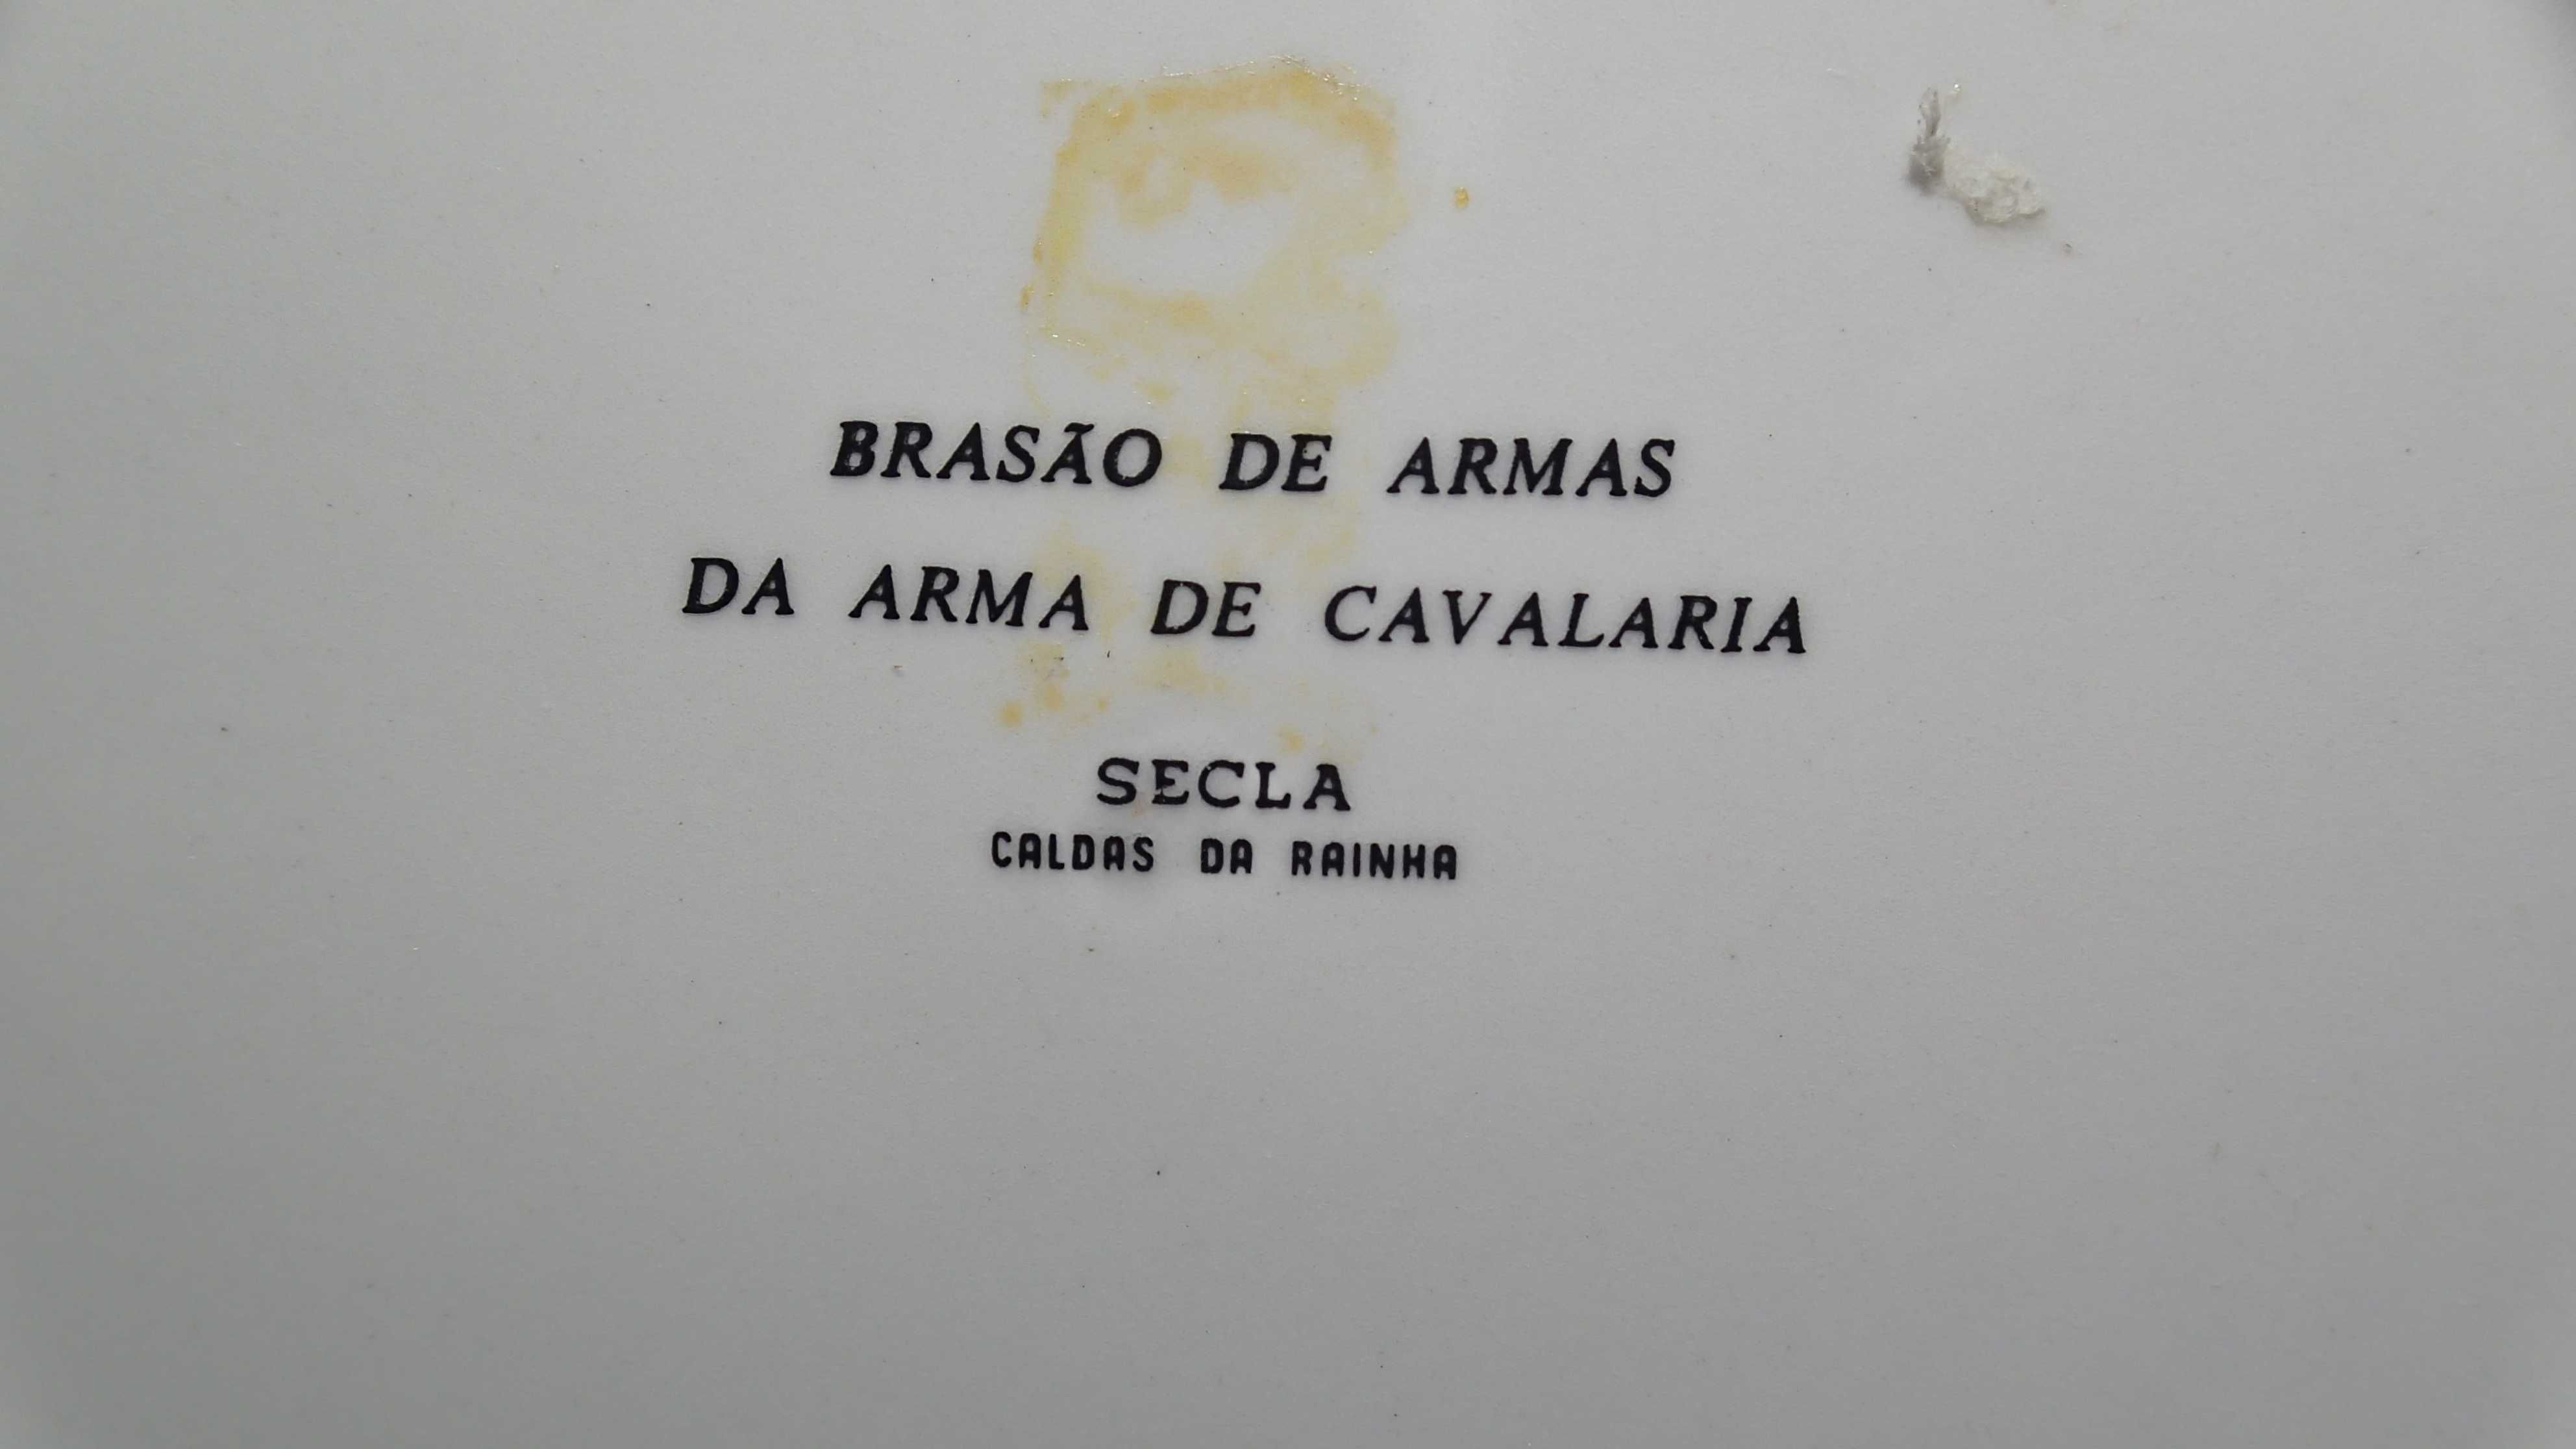 BRASÃO DE ARMAS
DA ARMA DE CAVALARIA
SECLA
CALDAS DA RAINHA